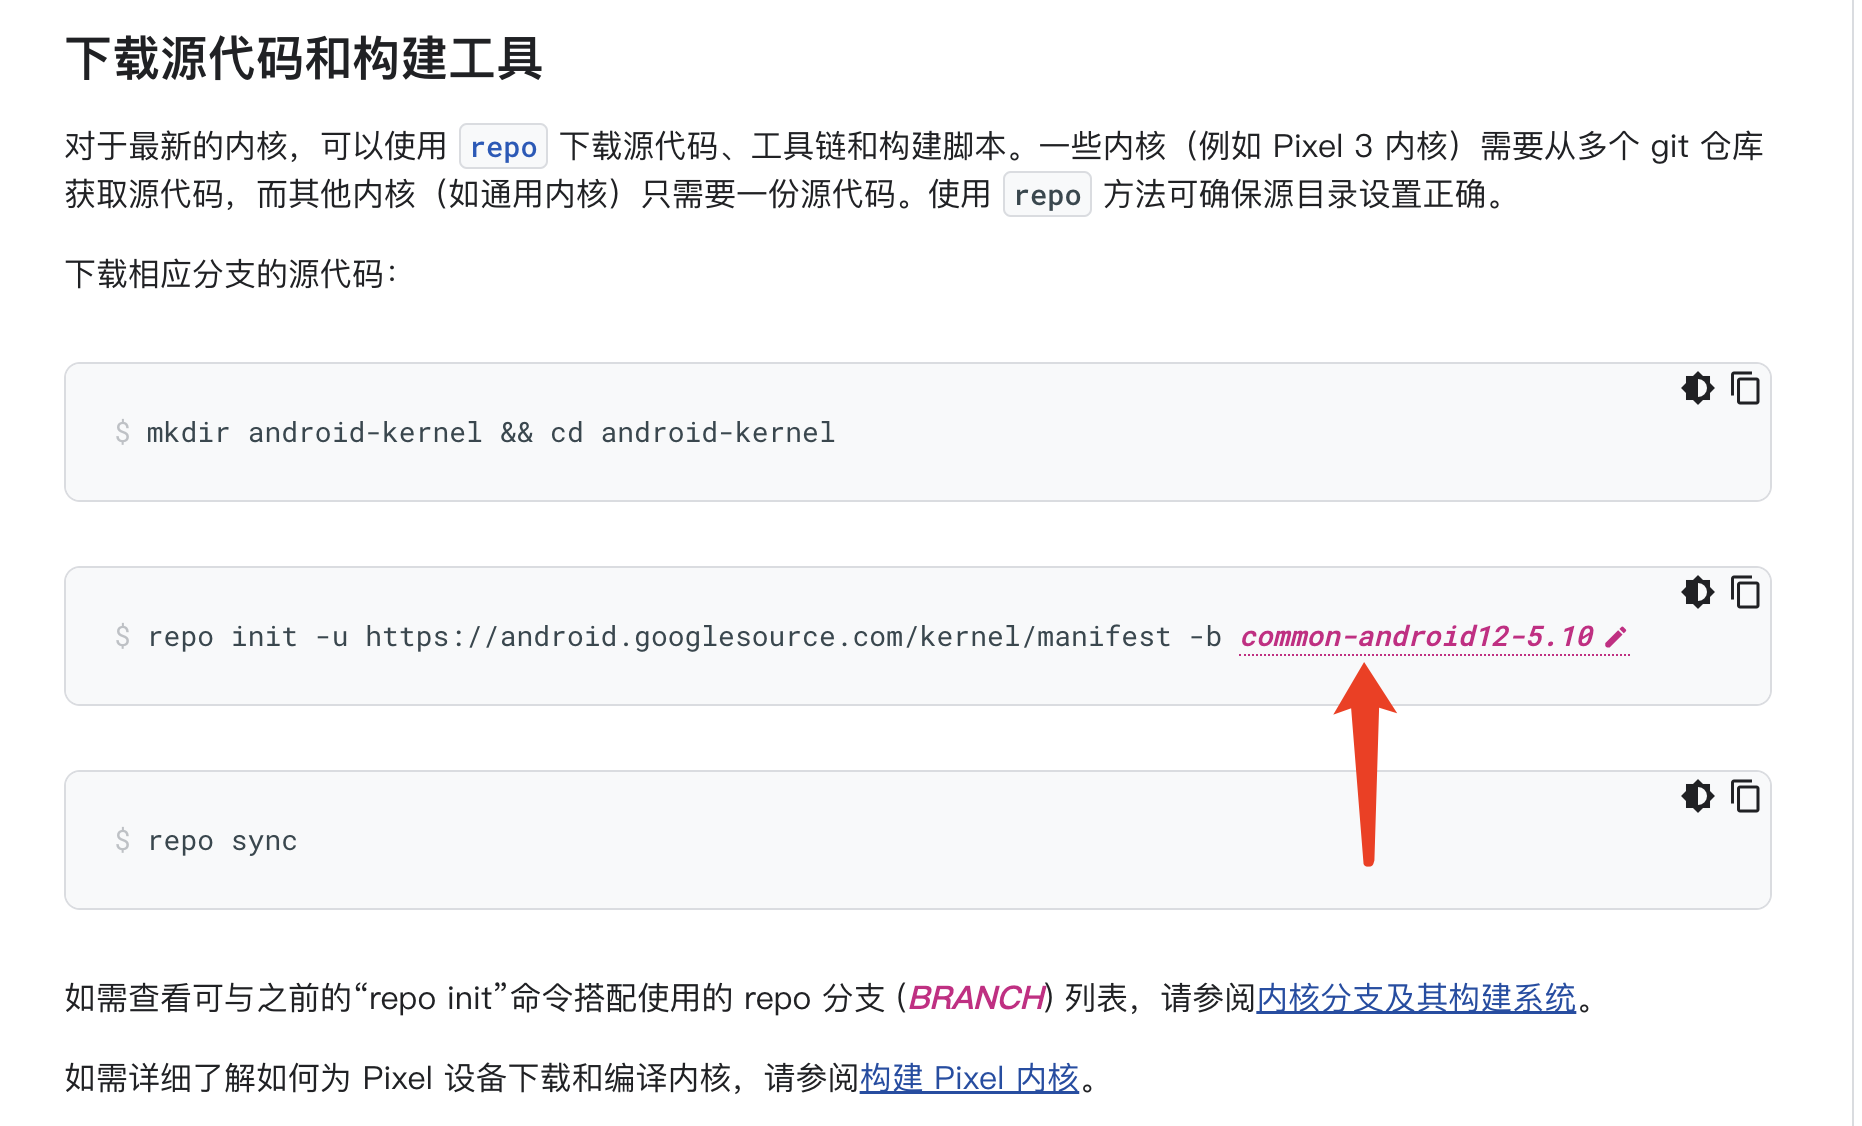 下载源代码和构建工具
对于最新的内核，可以使用 repo 下载源代码、工具链和构建脚本。一些内核（例如 Pixel 3 内核）需要从多个 git 仓库
获取源代码，而其他内核（如通用内核）只需要一份源代码。使用 repo 方法可确保源目录设置正确。
下载相应分支的源代码：
$ mkdir android-kernel && cd android-kernel
$ repo init -u https://android.googlesource.com/kernel/manifest -b common-android12-5.10
$ repo sync
如需查看可与之前的“repo init”命令搭配使用的 repo 分支 (BRANCH) 列表，请参阅内核分支及其构建系统。
如需详细了解如何为 Pixel 设备下载和编译内核，请参阅构建 Pixel 内核。